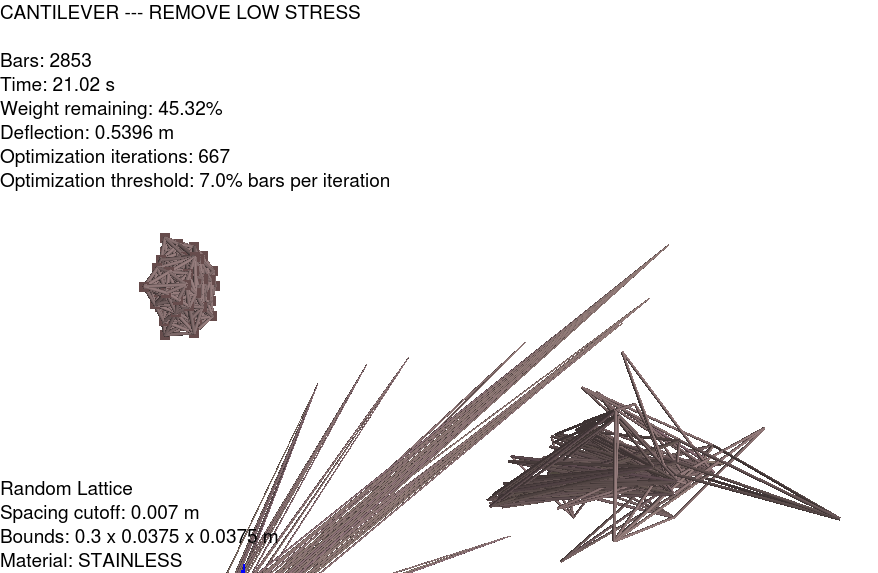 CANTILEVER --- REMOVE LOW STRESS
Bars: 2853
Time: 21.02 s
Weight remaining: 45.32%
Deflection: 0.5396 m
Optimization iterations: 667
Optimization threshold: 7.0% bars per iteration
Random Lattice
Spacing cutoff: 0.007 m
Bounds: 0.3 x 0.0375 x 0.0375 m
Material: STAINLESS